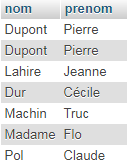 nom prenom
Dupont Pierre
Dupont Pierre
Lahire Jeanne
Dur Cécile
Machin Truc
Madame Flo
Pol Claude